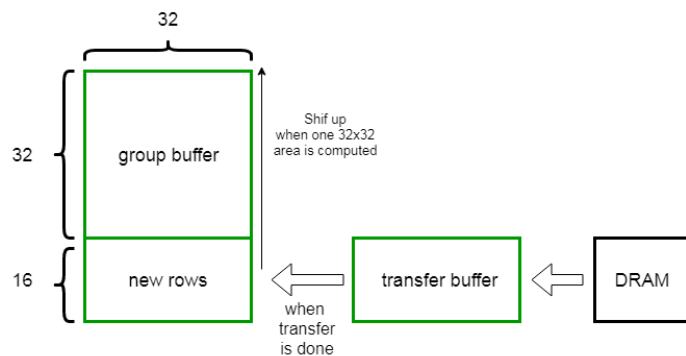 32
Shif up
when one 32x32
area is computed
32
group buffer
16
new rows
transfer buffer
DRAM
when
transfer
is done